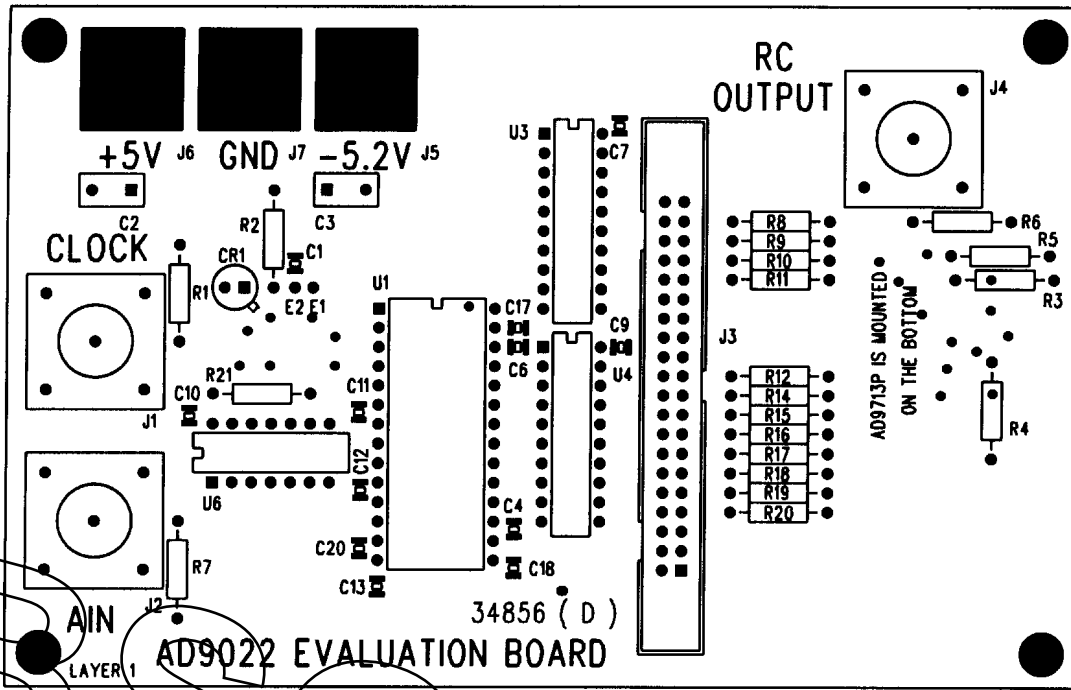 RC
OUTPUT
J4
+5V J6 GND J7 -5.2V J5
U3
C7
C2
R2
C3
R6
CLOCK
CR1
C1
R5
R8
R9
R10
R11
R1
E2 E1
U1
R3
C17
C9
C6
U4
J3
AD9713P IS MOUNTED
ON THE BOTTOM
R21
C10
C11
J1
R12
R14
R15
R16
R17
R18
R19
R20
R4
C12
U6
C4
C20
C13
C18
R7
J2
AIN
34856 ( D )
LAYER 1
AD9022 EVALUATION BOARD